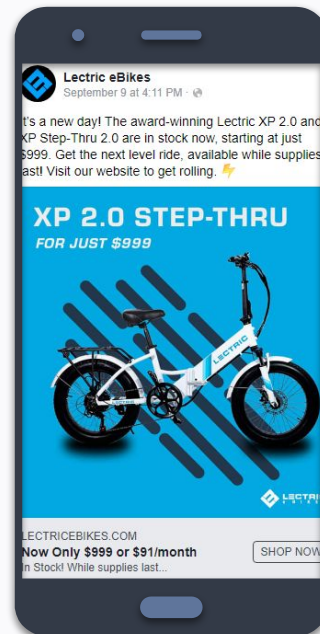 Lectric eBikes
September 9 at 4:11 PM ·
It's a new day! The award-winning Lectric XP 2.0 and
XP Step-Thru 2.0 are in stock now, starting at just
$999. Get the next level ride, available while supplies
last! Visit our website to get rolling. ⚡
XP 2.0 STEP-THRU
FOR JUST $999
LECTRIC
LECTRIC
LECTRICEBIKES.COM
Now Only $999 or $91/month
SHOP NOW
In Stock! While supplies last...